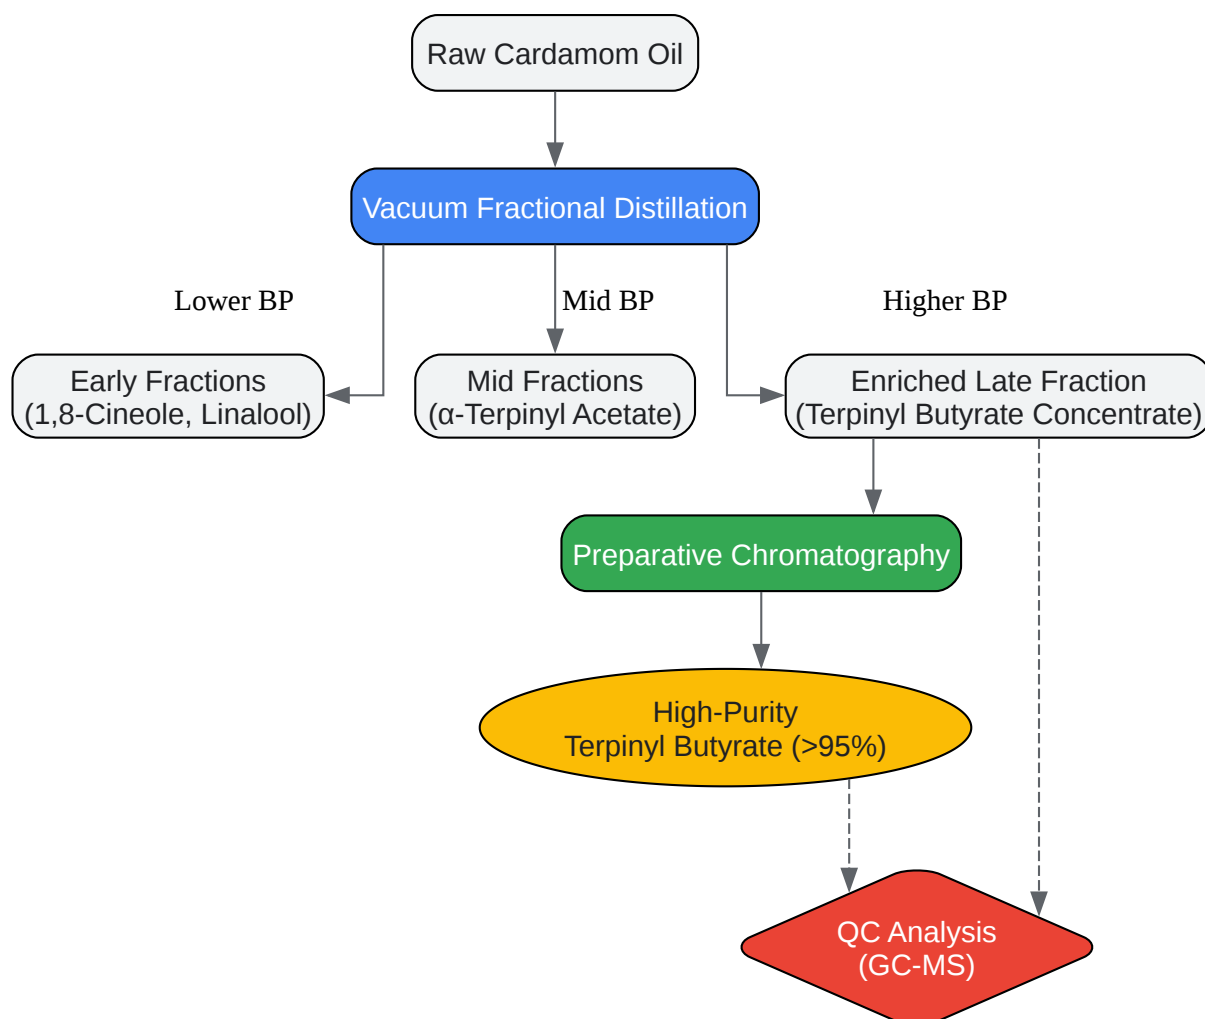 Raw Cardamom Oil
Vacuum Fractional Distillation
Lower BP
Mid BP
Higher BP
Early Fractions
(1,8-Cineole, Linalool)
Mid Fractions
(α-Terpinyl Acetate)
Enriched Late Fraction
(Terpinyl Butyrate Concentrate)
Preparative Chromatography
High-Purity
Terpinyl Butyrate (>95%)
QC Analysis
(GC-MS)